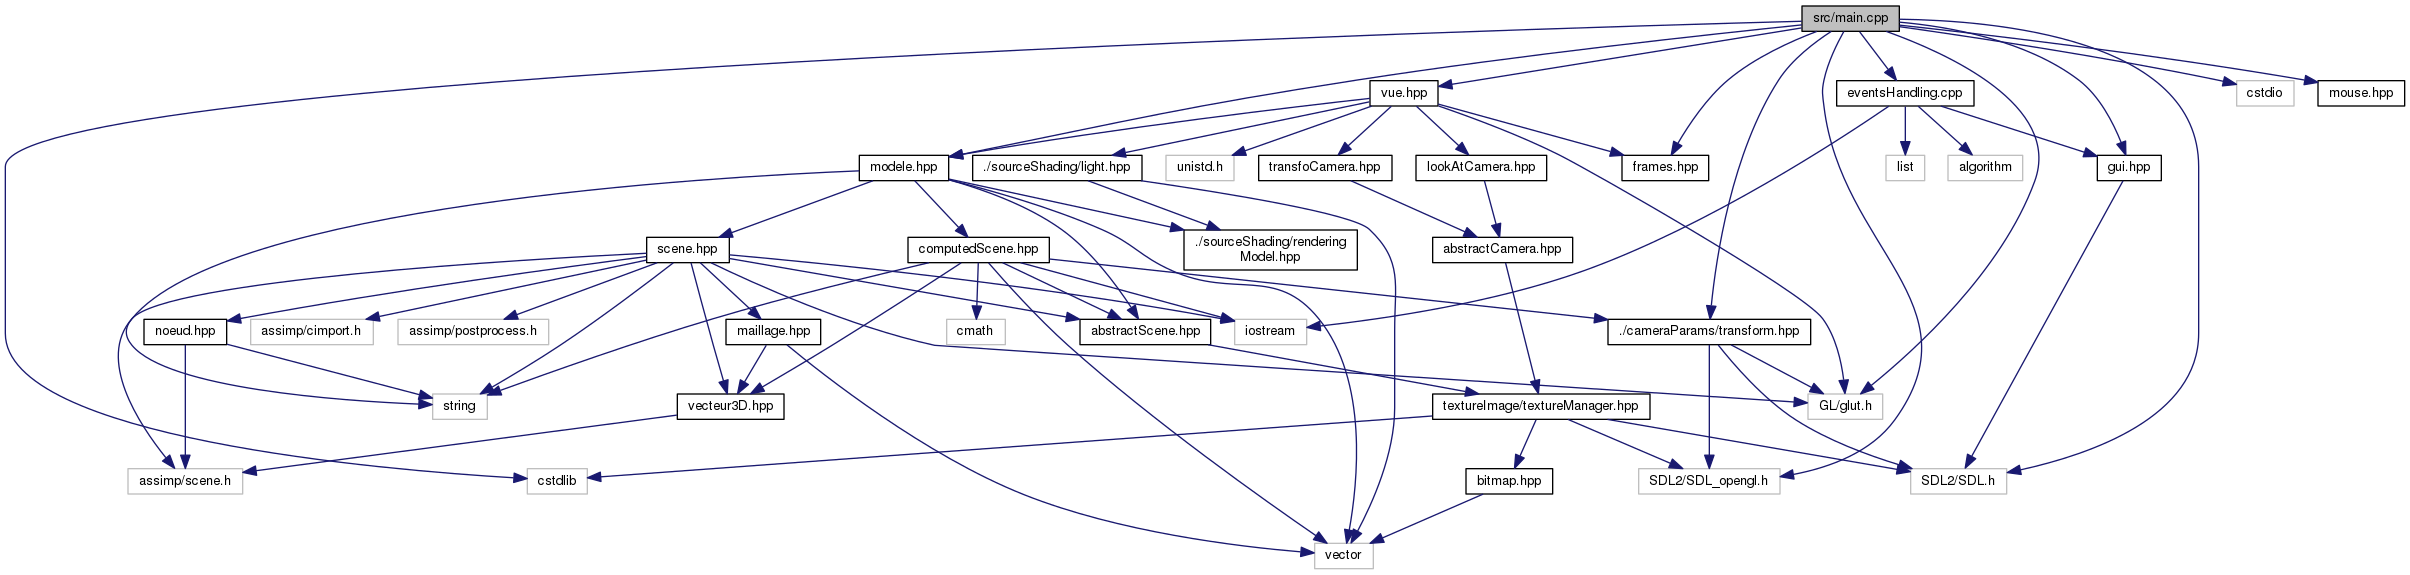 src/main.cpp
vue.hpp
eventsHandling.cpp
cstdio
mouse.hpp
modele.hpp
./sourceShading/light.hpp
unistd.h
transfoCamera.hpp
lookAtCamera.hpp
frames.hpp
list
algorithm
gui.hpp
scene.hpp
computedScene.hpp
./sourceShading/rendering
Model.hpp
abstractCamera.hpp
noeud.hpp
assimp/cimport.h
assimp/postprocess.h
maillage.hpp
cmath
abstractScene.hpp
iostream
./cameraParams/transform.hpp
string
vecteur3D.hpp
textureImage/textureManager.hpp
GL/glut.h
assimp/scene.h
cstdlib
bitmap.hpp
SDL2/SDL_opengl.h
SDL2/SDL.h
vector